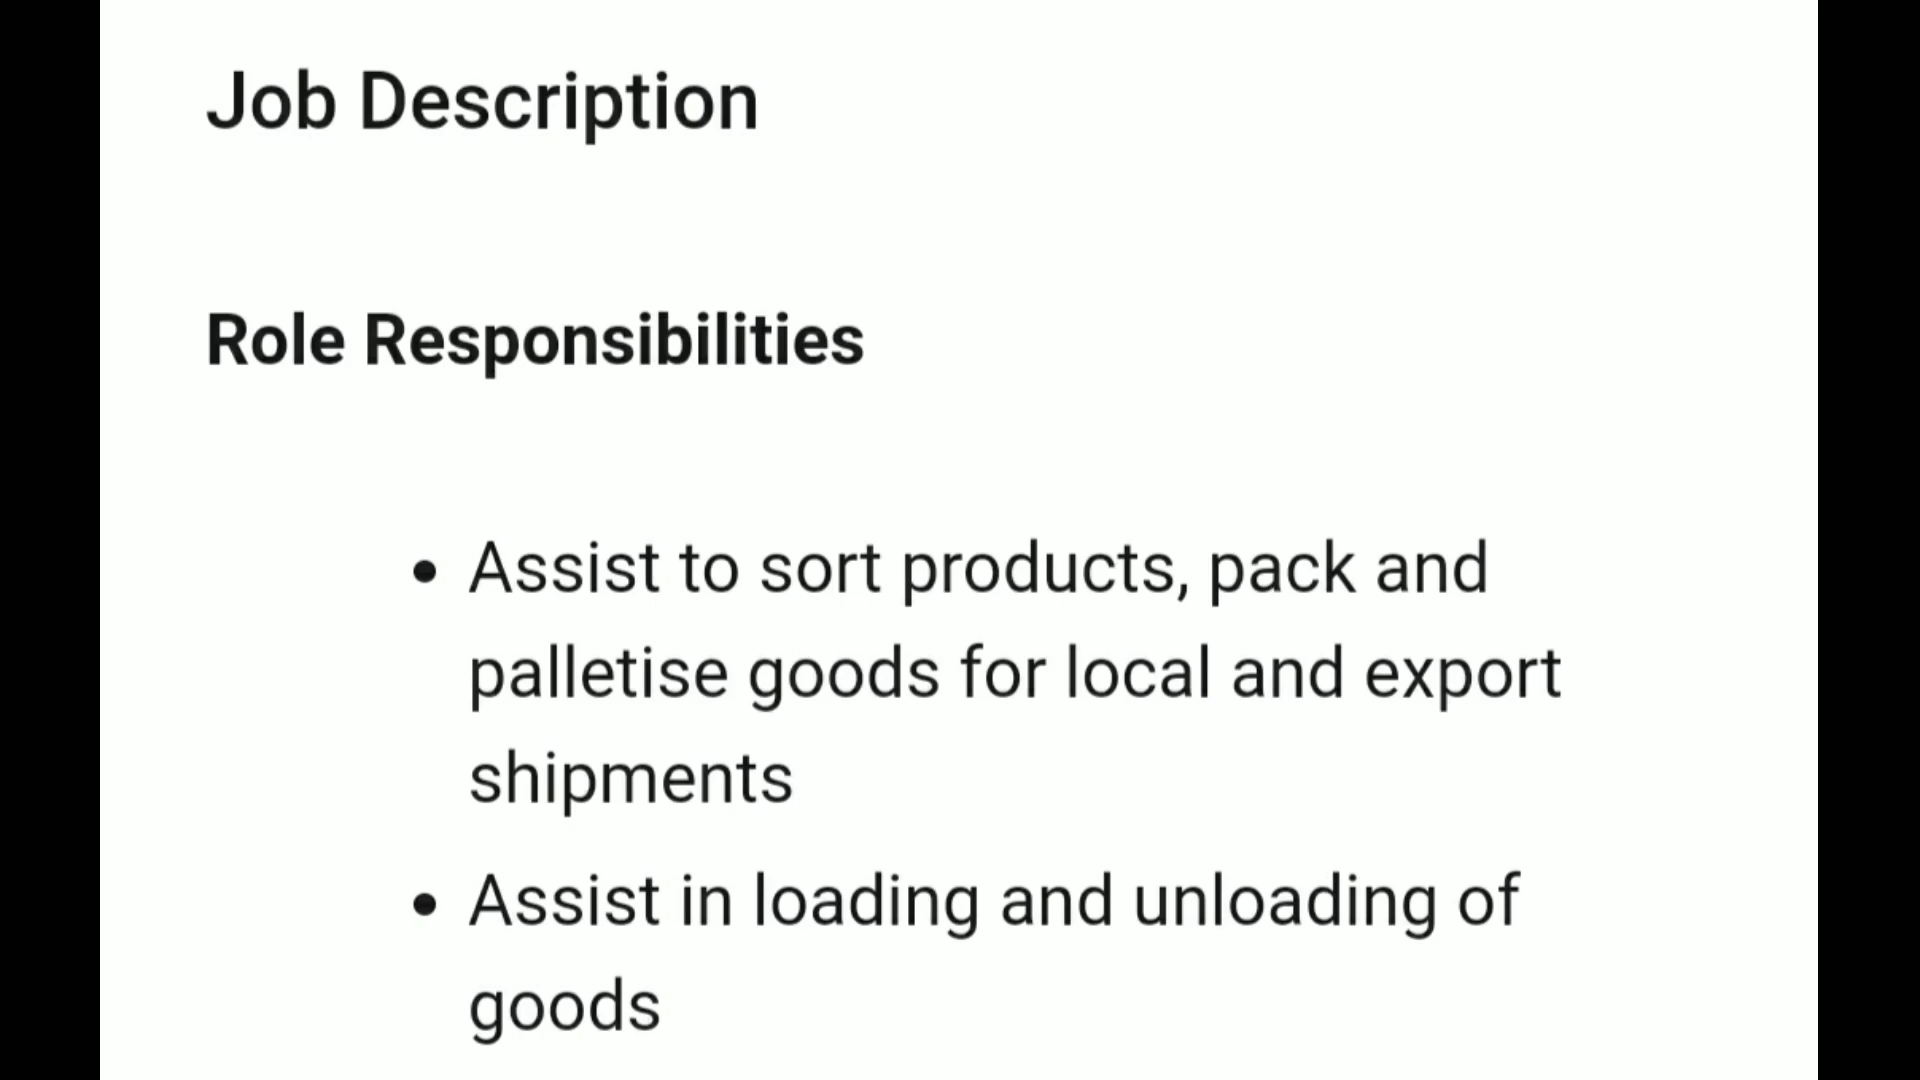 Job Description
Role Responsibilities
• Assist to sort products, pack and
palletise goods for local and export
shipments
• Assist in loading and unloading of
goods